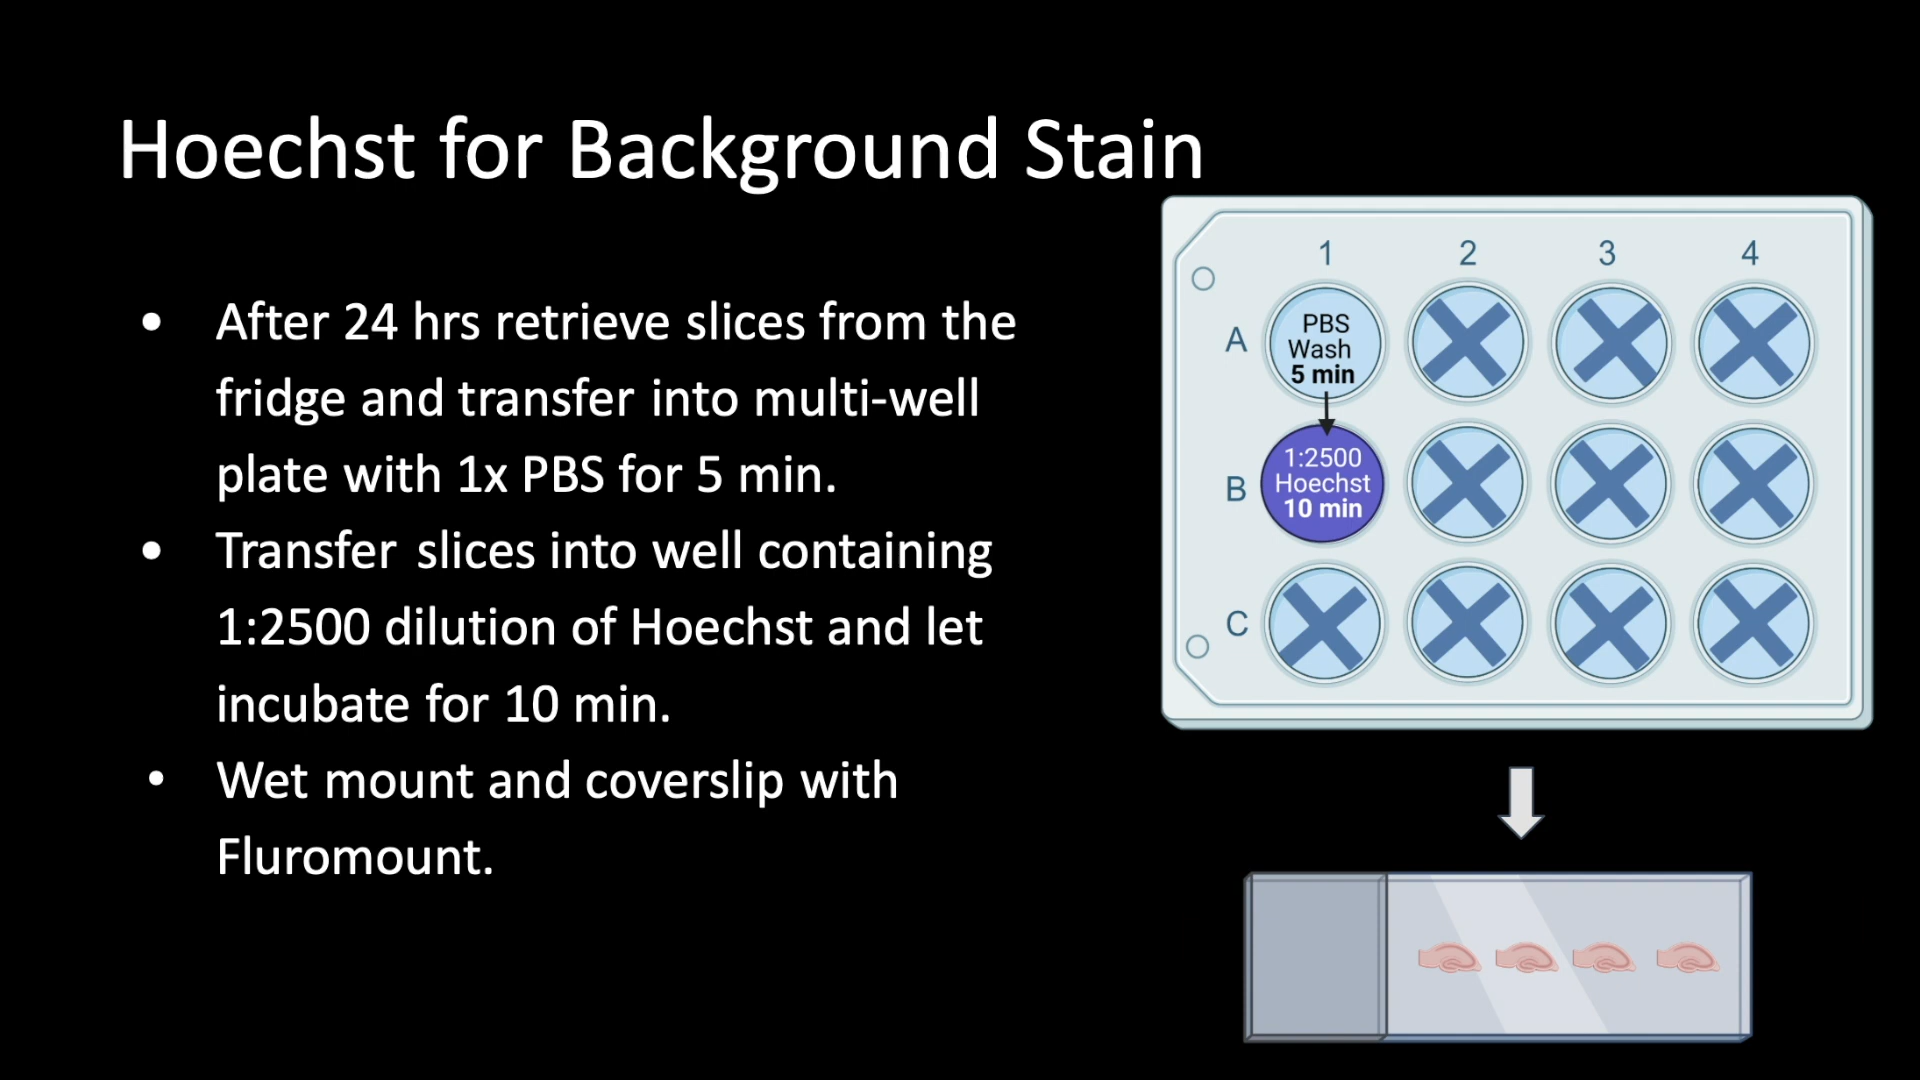 Hoechst for Background Stain
• After 24 hrs retrieve slices from the
fridge and transfer into multi-well
plate with 1x PBS for 5 min.
• Transfer slices into well containing
1:2500 dilution of Hoechst and let
incubate for 10 min.
• Wet mount and coverslip with
Fluromount.
1 2 3 4
A
PBS
Wash
5 min
B
1:2500
Hoechst
10 min
C